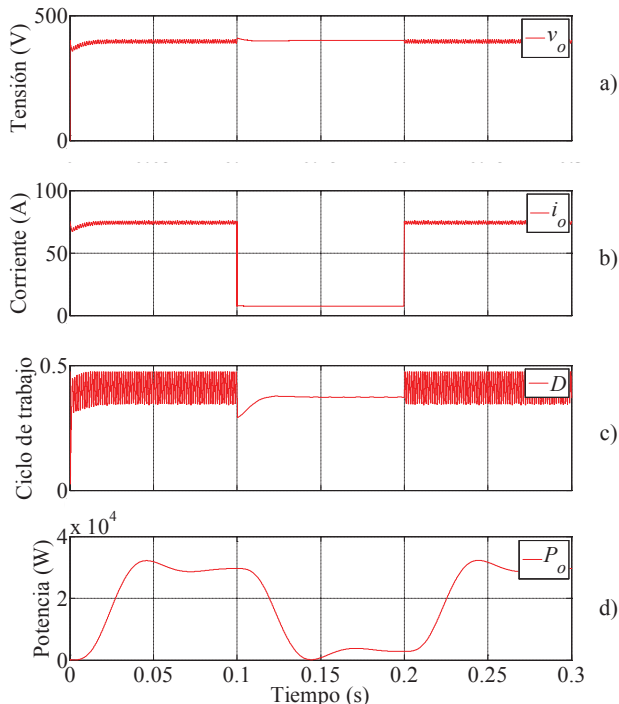 500
Tensión (V)
0
v_o
a)
100
Corriente (A)
50
0
i_o
b)
0.5
Ciclo de trabajo
0
D
c)
x 10^4
4
Potencia (W)
2
0
P_o
d)
0 0.05 0.1 0.15 0.2 0.25 0.3
Tiempo (s)